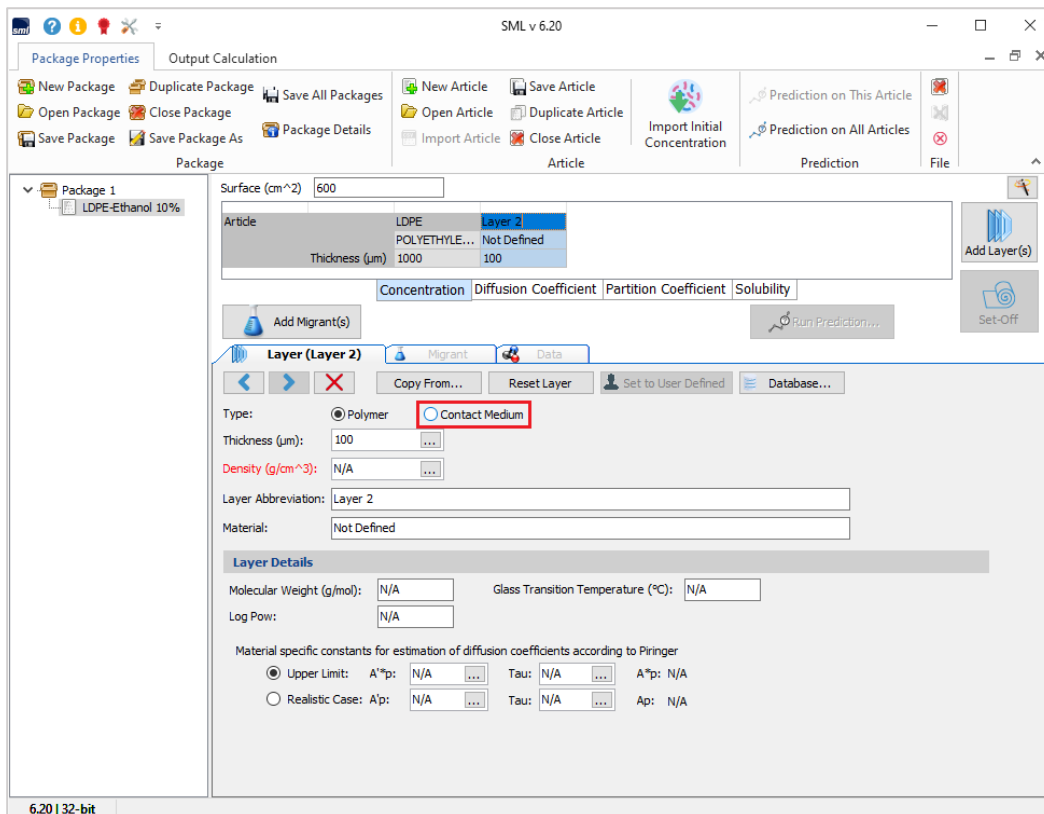 sml SML v 6.20
Package Properties Output Calculation
New Package Duplicate Package Save All Packages New Article Save Article Import Initial Concentration Prediction on This Article
Open Package Close Package Package Details Open Article Duplicate Article Prediction on All Articles
Save Package Save Package As Import Article Close Article
Package Article Prediction File
Package 1
LDPE-Ethanol 10%
Surface (cm^2) 600
Article LDPE Layer 2
POLYETHYLE... Not Defined
Thickness (µm) 1000 100
Add Layer(s)
Concentration Diffusion Coefficient Partition Coefficient Solubility
Add Migrant(s) Run Prediction... Set-Off
Layer (Layer 2) Migrant Data
Copy From... Reset Layer Set to User Defined Database...
Type: Polymer Contact Medium
Thickness (µm): 100 ...
Density (g/cm^3): N/A ...
Layer Abbreviation: Layer 2
Material: Not Defined
Layer Details
Molecular Weight (g/mol): N/A Glass Transition Temperature (ºC): N/A
Log Pow: N/A
Material specific constants for estimation of diffusion coefficients according to Piringer
Upper Limit: A'*p: N/A ... Tau: N/A ... A*p: N/A
Realistic Case: A'p: N/A ... Tau: N/A ... Ap: N/A
6.20 | 32-bit